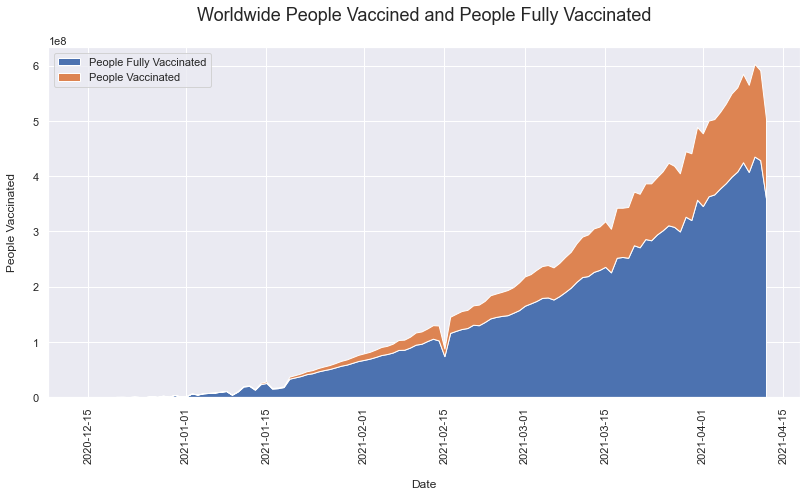 Worldwide People Vaccined and People Fully Vaccinated
1e8
People Fully Vaccinated
People Vaccinated
6
5
4
3
2
1
0
People Vaccinated
2020-12-15
2021-01-01
2021-01-15
2021-02-01
2021-02-15
2021-03-01
2021-03-15
2021-04-01
2021-04-15
Date